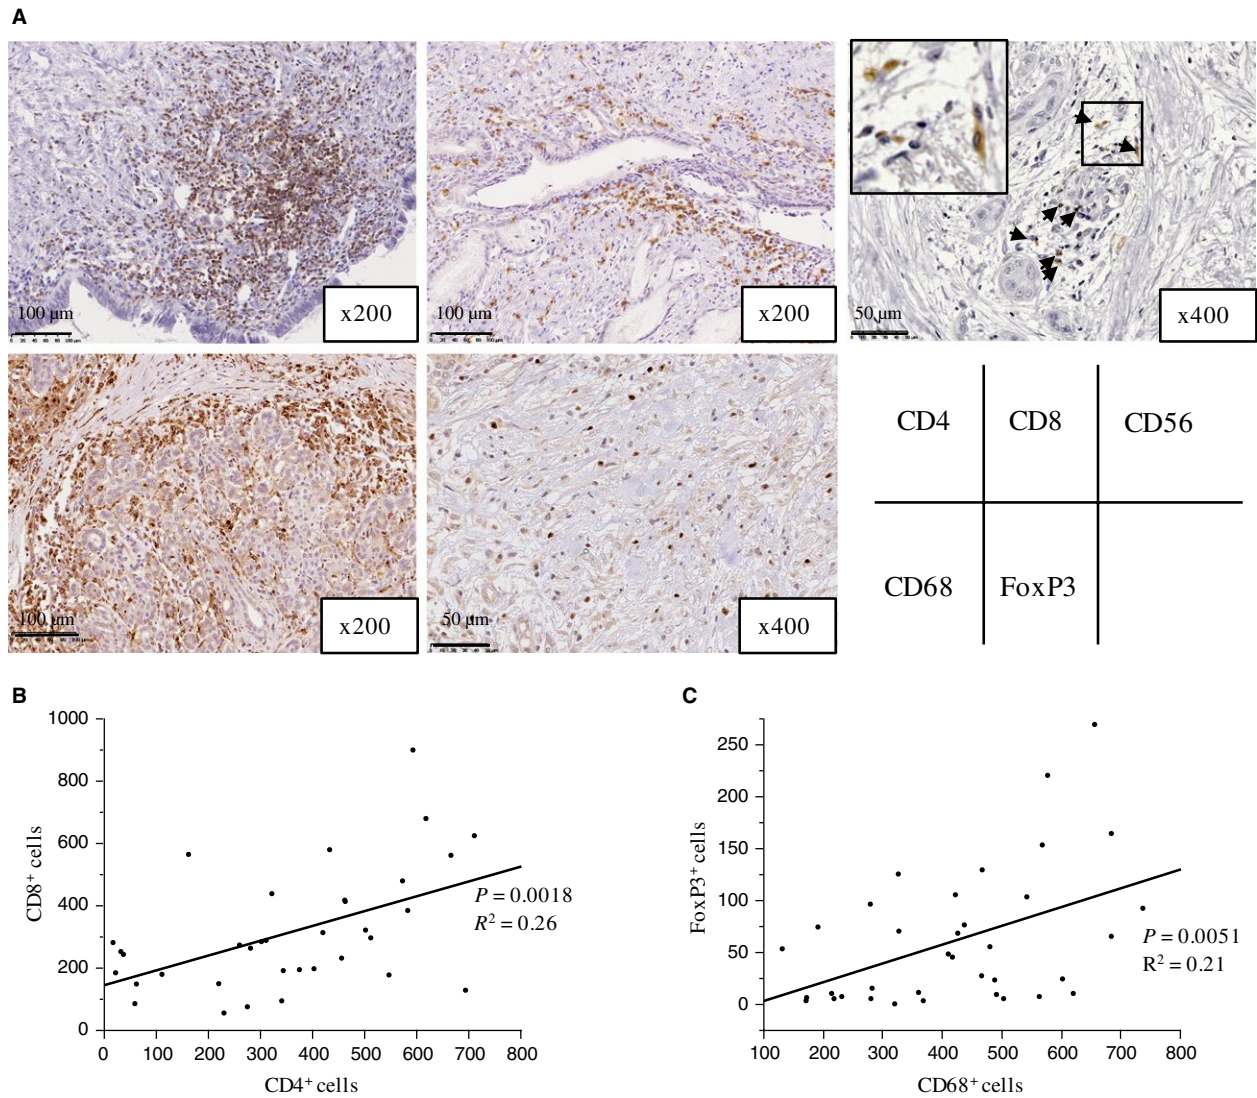 A
100 µm
x200
100 µm
x200
50 µm
x400
100 µm
x200
50 µm
x400
CD4 CD8 CD56
CD68 FoxP3
B
1000
800
600
400
200
0
CD8+ cells
P = 0.0018
R² = 0.26
0 100 200 300 400 500 600 700 800
CD4+ cells
C
250
200
150
100
50
0
FoxP3+ cells
P = 0.0051
R² = 0.21
100 200 300 400 500 600 700 800
CD68+ cells